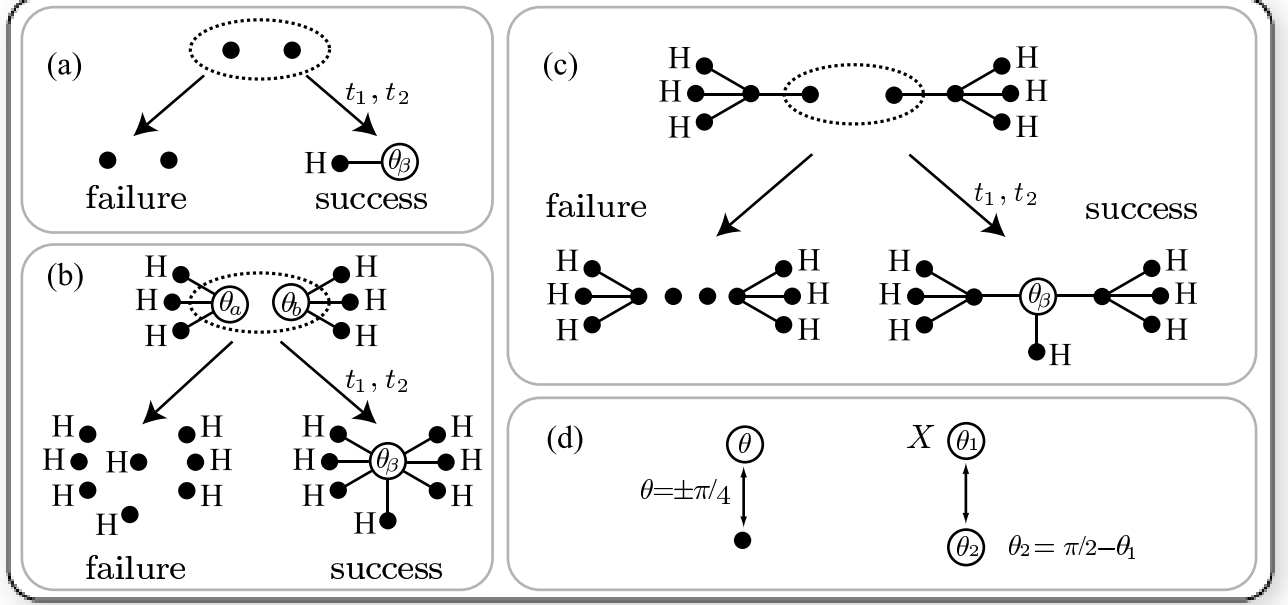 (a)
t₁, t₂
H θβ
failure success
(b)
H H
H θa θb H
H H
t₁, t₂
H H H H
H H H H θβ H
H H H H
H H
failure success
(c)
H H
H H
H H
t₁, t₂
failure success
H H H H
H H H θβ H
H H H H
H
(d)
θ X θ₁
θ=±π/4
θ₂ θ₂= π/2−θ₁